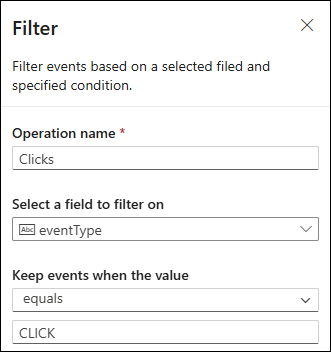 Filter
Filter events based on a selected filed and
specified condition.
Operation name *
Clicks
Select a field to filter on
Abc eventType
Keep events when the value
equals
CLICK